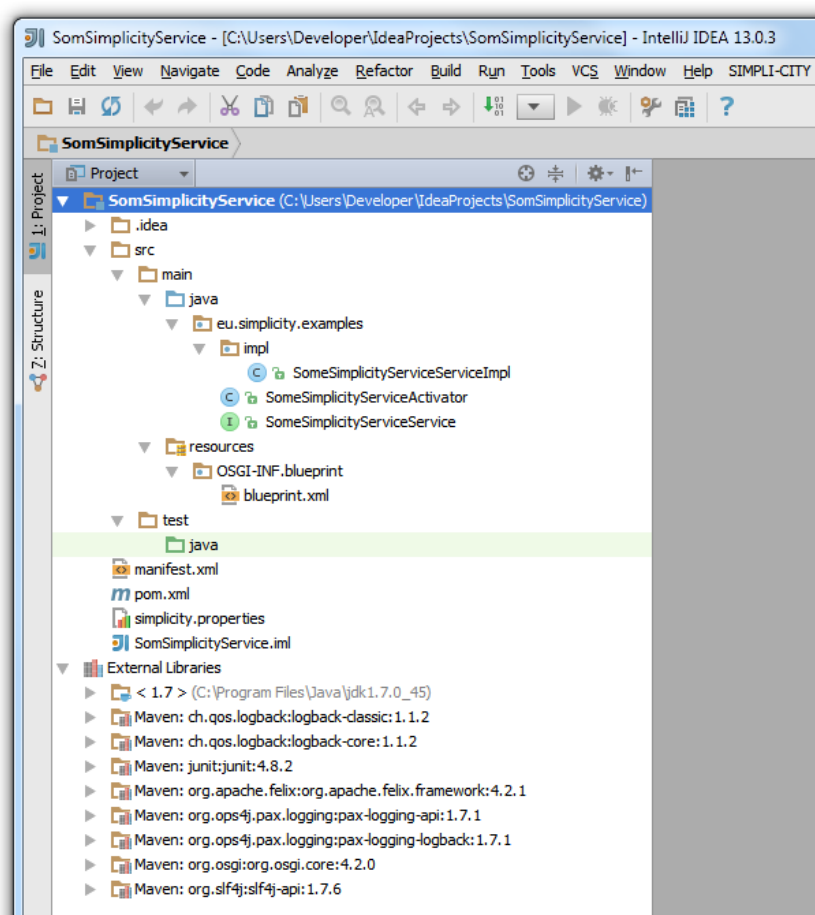 SomSimplicityService - [C:\Users\Developer\IdeaProjects\SomSimplicityService] - IntelliJ IDEA 13.0.3
File Edit View Navigate Code Analyze Refactor Build Run Tools VCS Window Help SIMPLI-CITY
SomSimplicityService
Project
1: Project
Z: Structure
SomSimplicityService (C:\Users\Developer\IdeaProjects\SomSimplicityService)
.idea
src
main
java
eu.simplicity.examples
impl
SomeSimplicityServiceServiceImpl
SomeSimplicityServiceActivator
SomeSimplicityServiceService
resources
OSGI-INF.blueprint
blueprint.xml
test
java
manifest.xml
pom.xml
simplicity.properties
SomSimplicityService.iml
External Libraries
< 1.7 > (C:\Program Files\Java\jdk1.7.0_45)
Maven: ch.qos.logback:logback-classic:1.1.2
Maven: ch.qos.logback:logback-core:1.1.2
Maven: junit:junit:4.8.2
Maven: org.apache.felix:org.apache.felix.framework:4.2.1
Maven: org.ops4j.pax.logging:pax-logging-api:1.7.1
Maven: org.ops4j.pax.logging:pax-logging-logback:1.7.1
Maven: org.osgi:org.osgi.core:4.2.0
Maven: org.slf4j:slf4j-api:1.7.6